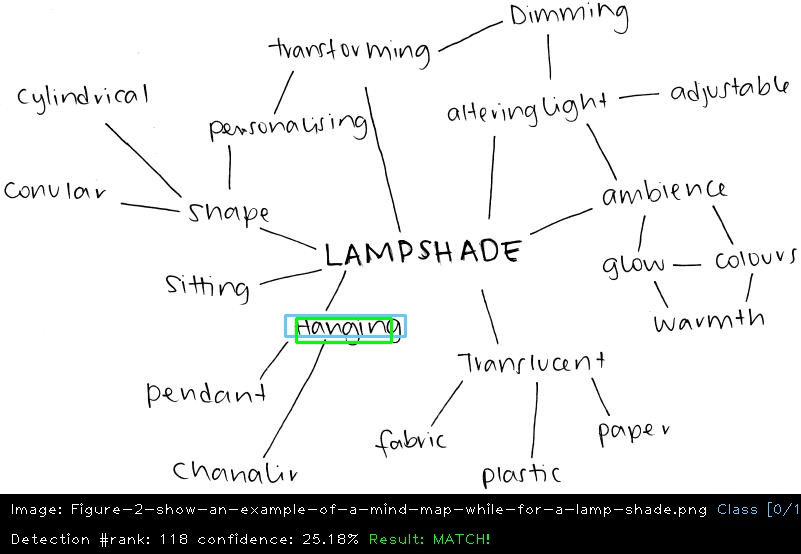 Dimming
transforming
cylindrical
adjustable
alteringlight
personalising
conular
ambience
shape
LAMPSHADE
glow
colours
sitting
Hanging
warmth
Translucent
pendant
fabric
paper
chanalir
plastic
Image: Figure-2-show-an-example-of-a-mind-map-while-for-a-lamp-shade.png Class [0/1
Detection #rank: 118 confidence: 25.18% Result: MATCH!